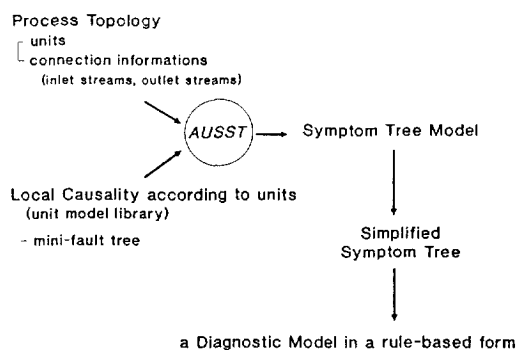 Process Topology
units
connection informations
(inlet streams, outlet streams)
AUSST
Symptom Tree Model
Local Causality according to units
(unit model library)
- mini-fault tree
Simplified
Symptom Tree
a Diagnostic Model in a rule-based form